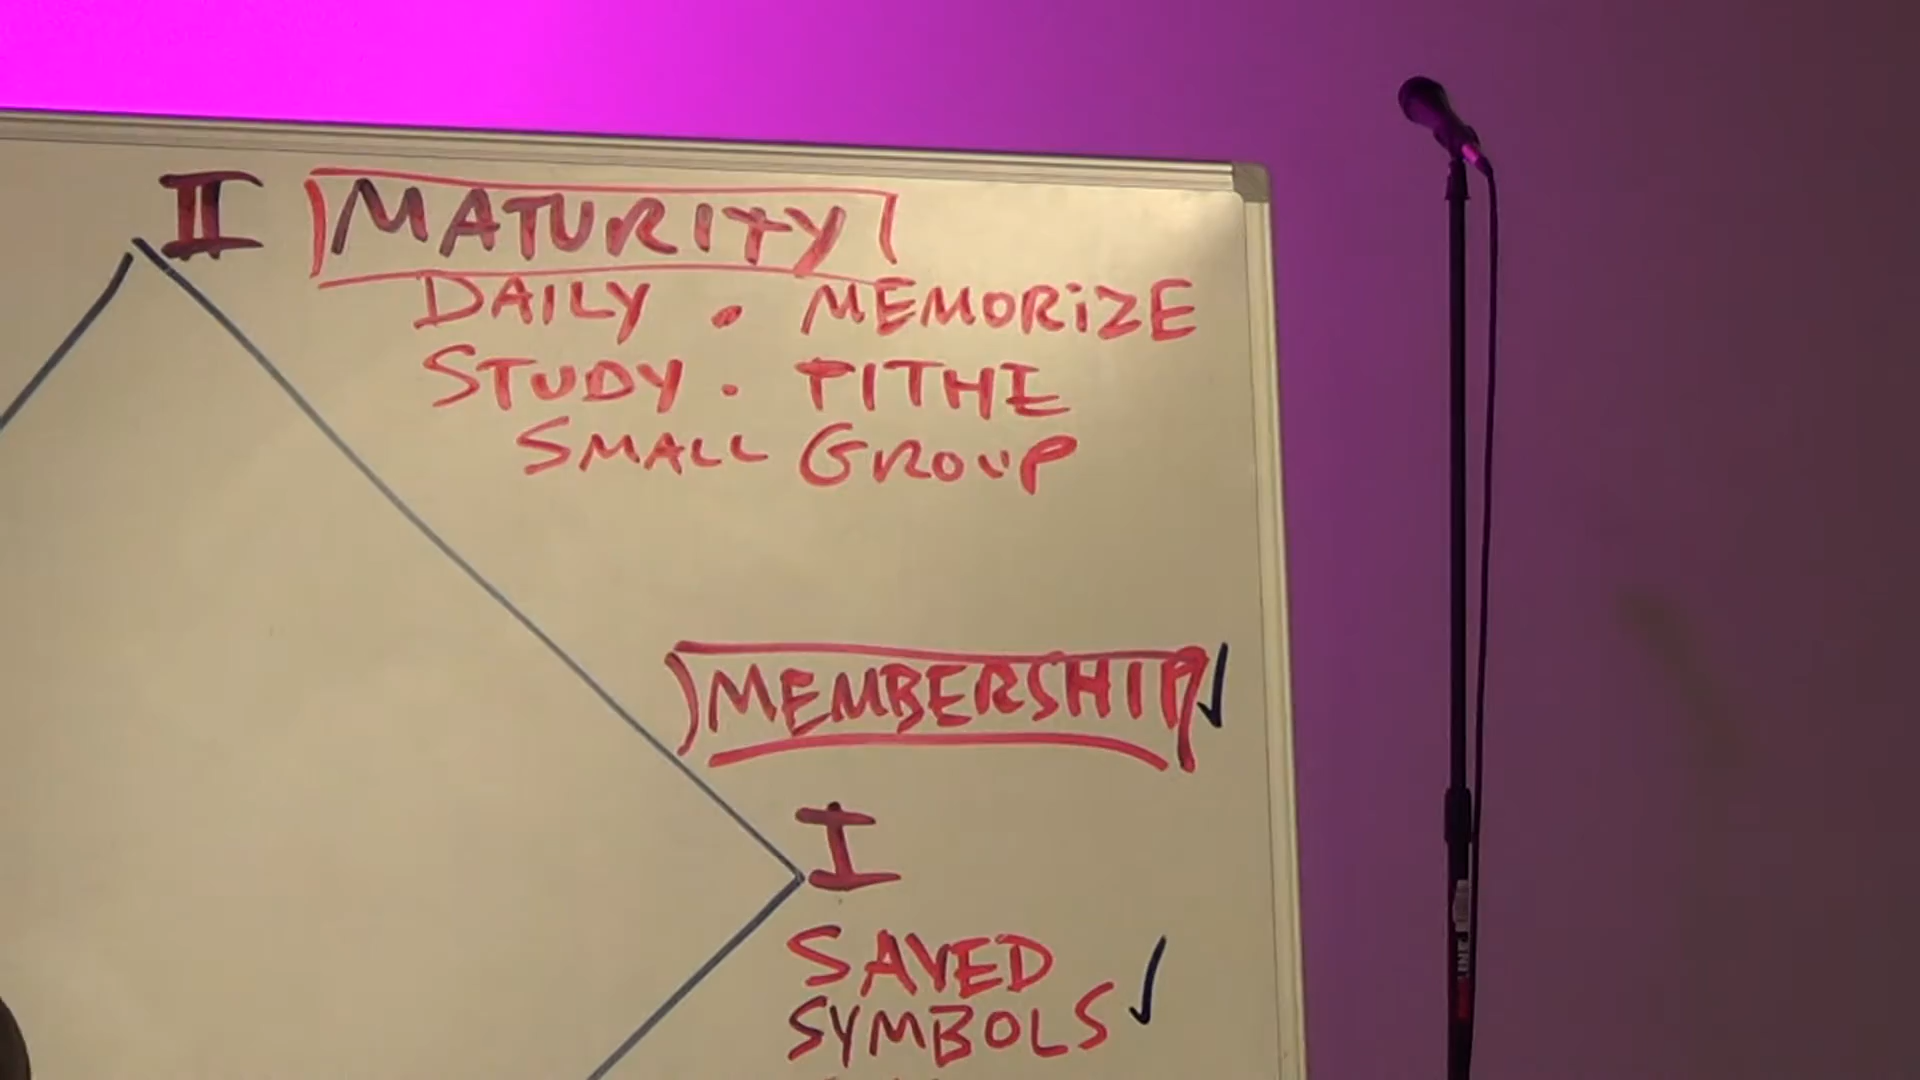 II MATURITY
DAILY • MEMORIZE
STUDY • TITHE
SMALL GROUP
MEMBERSHIP ✓
I
SAVED
SYMBOLS ✓